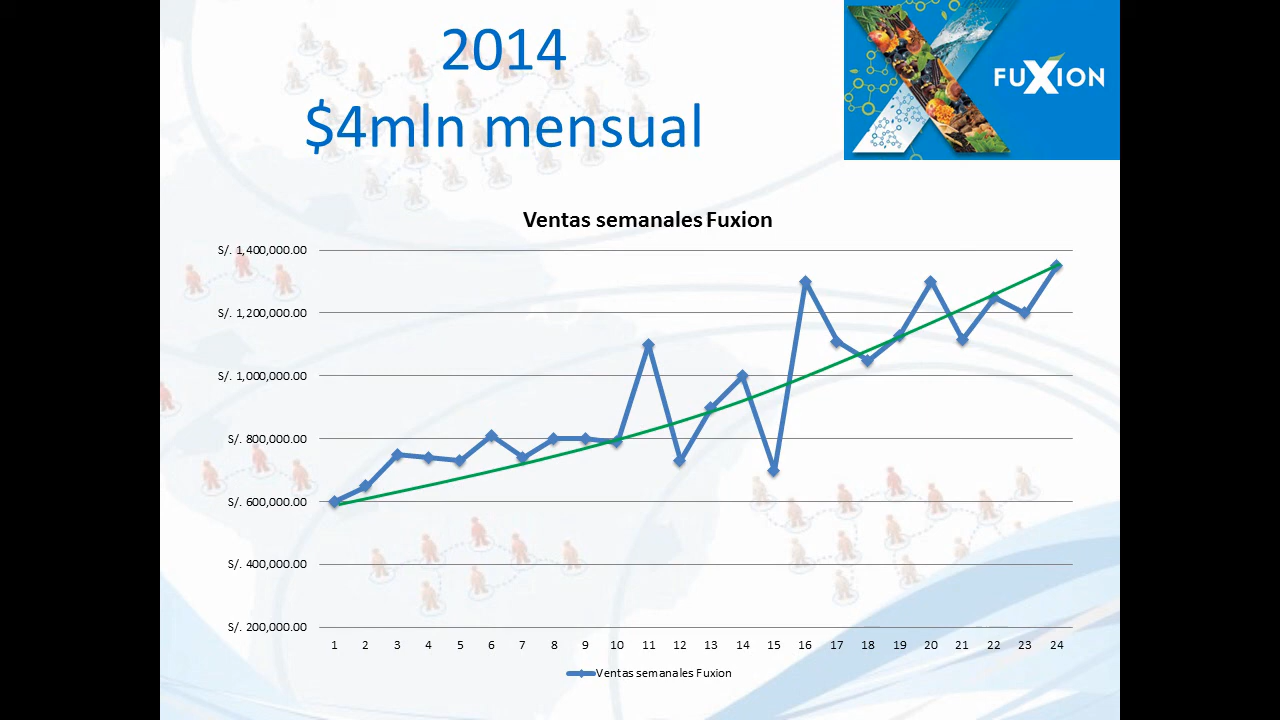 2014
$4mln mensual
FUXION
Ventas semanales Fuxion
S/. 1,400,000.00
S/. 1,200,000.00
S/. 1,000,000.00
S/. 800,000.00
S/. 600,000.00
S/. 400,000.00
S/. 200,000.00
1 2 3 4 5 6 7 8 9 10 11 12 13 14 15 16 17 18 19 20 21 22 23 24
Ventas semanales Fuxion